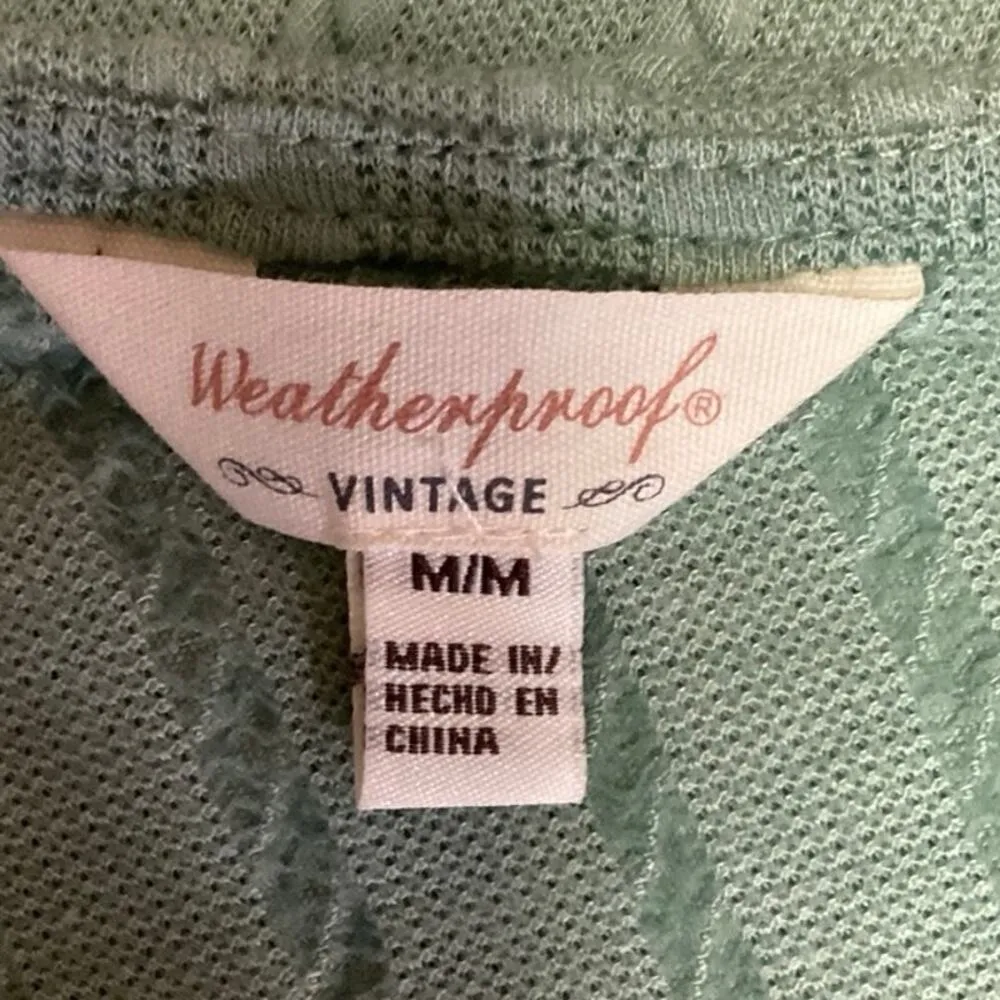 Weatherproof®
VINTAGE
M/M
MADE IN/
HECHO EN
CHINA